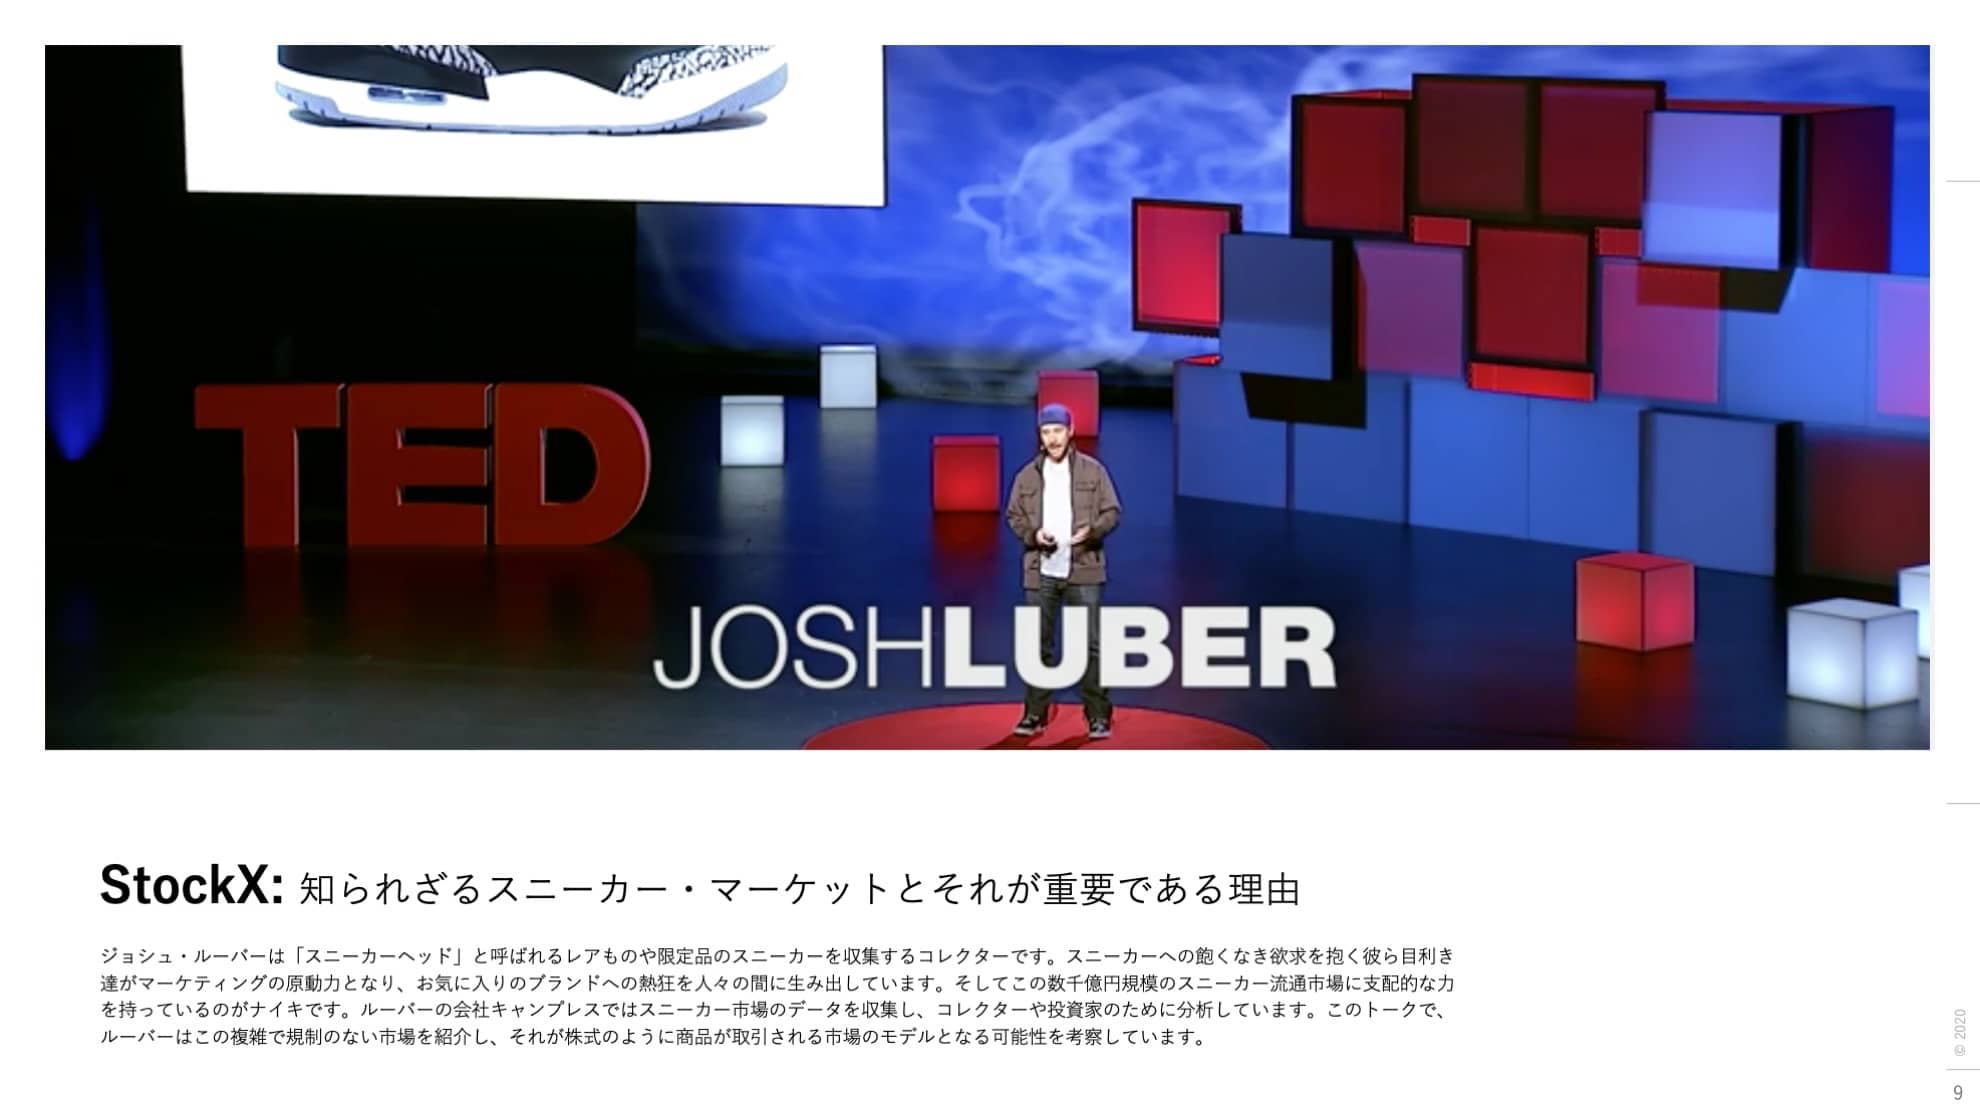 TED
JOSHLUBER
StockX: 知られざるスニーカー・マーケットとそれが重要である理由
ジョシュ・ルーバーは「スニーカーヘッド」と呼ばれるレアものや限定品のスニーカーを収集するコレクターです。スニーカーへの飽くなき欲求を抱く彼ら目利き
達がマーケティングの原動力となり、お気に入りのブランドへの熱狂を人々の間に生み出しています。そしてこの数千億円規模のスニーカー流通市場に支配的な力
を持っているのがナイキです。ルーバーの会社キャンプレスではスニーカー市場のデータを収集し、コレクターや投資家のために分析しています。このトークで、
ルーバーはこの複雑で規制のない市場を紹介し、それが株式のように商品が取引される市場のモデルとなる可能性を考察しています。
© 2020
9